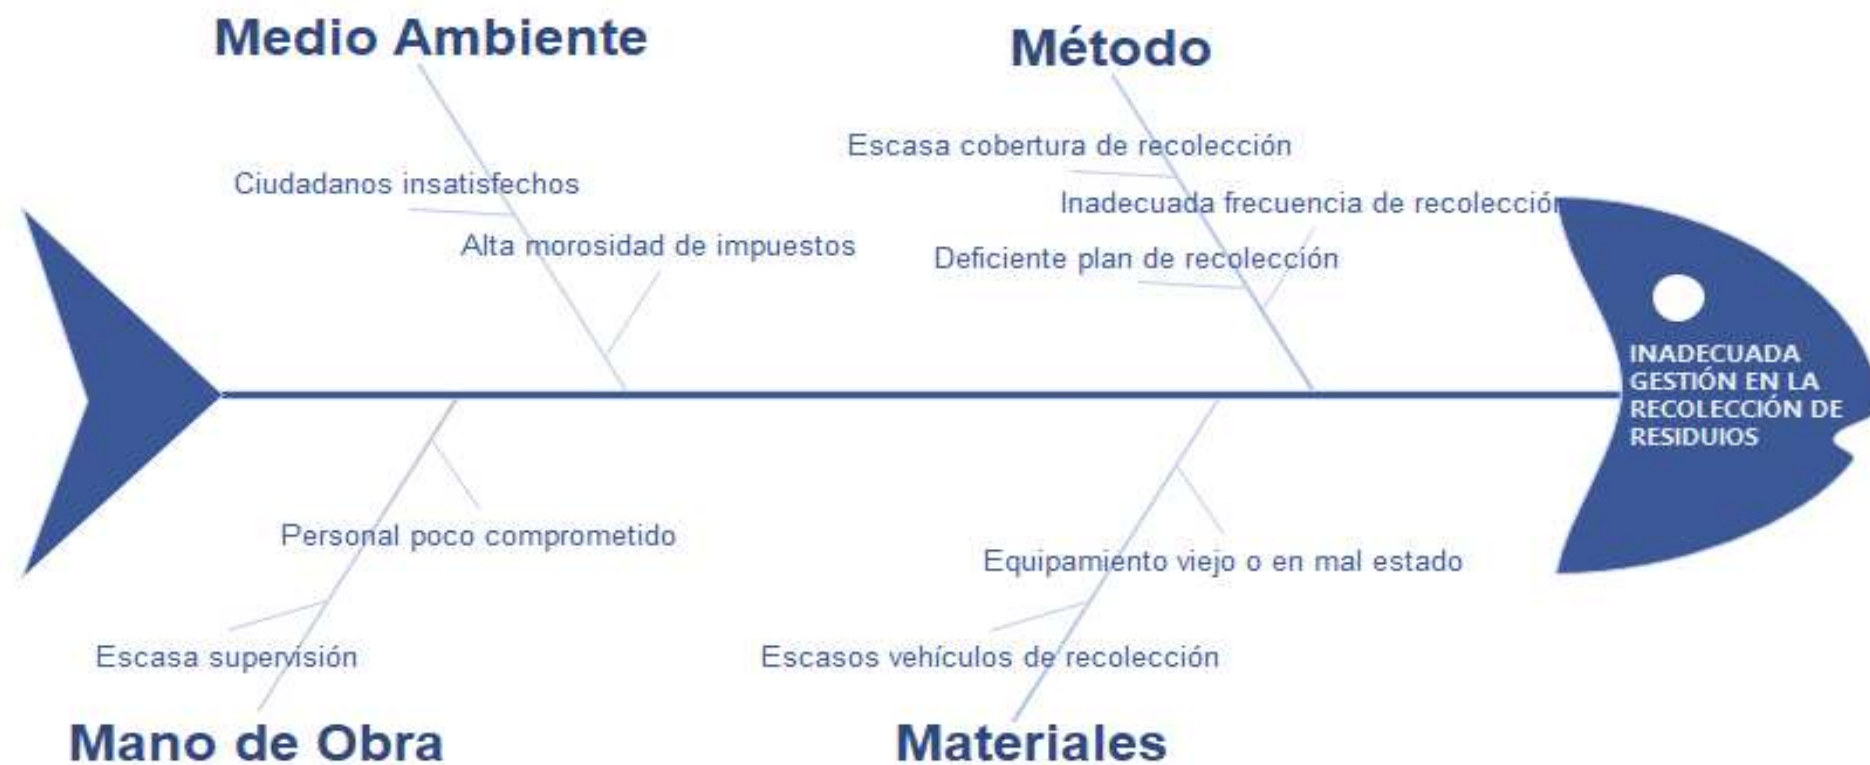 Medio Ambiente
Método
Escasa cobertura de recolección
Ciudadanos insatisfechos
Inadecuada frecuencia de recolección
Alta morosidad de impuestos
Deficiente plan de recolección
INADECUADA
GESTIÓN EN LA
RECOLECCIÓN DE
RESIDUIOS
Personal poco comprometido
Equipamiento viejo o en mal estado
Escasa supervisión
Escasos vehículos de recolección
Mano de Obra
Materiales